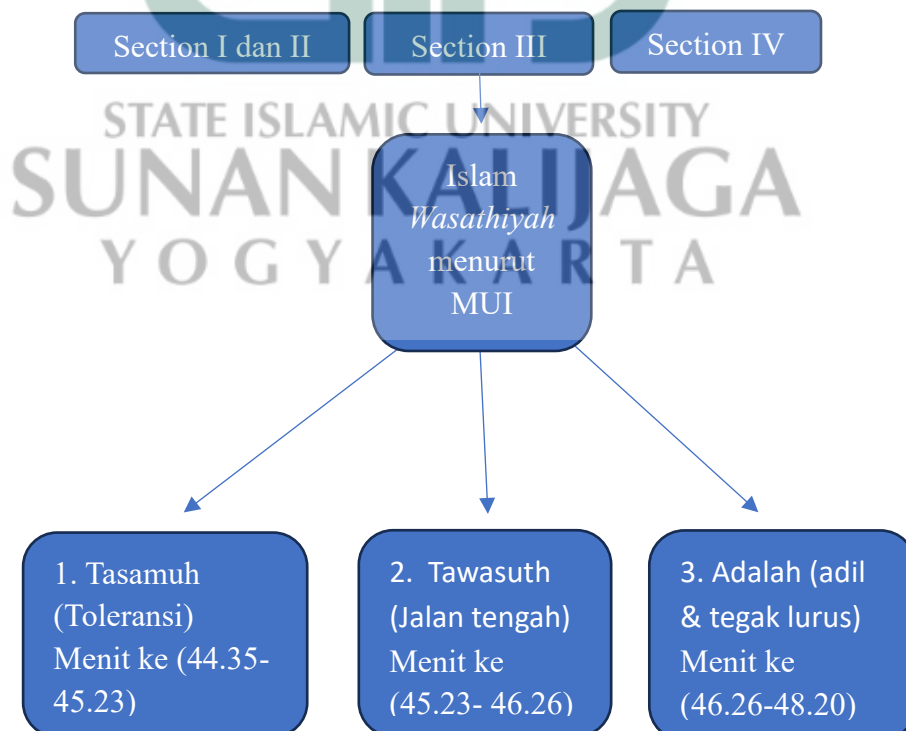 Section I dan II
Section III
Section IV
STATE ISLAMIC UNIVERSITY
SUNAN KALIJAGA
YOGYAKARTA
Islam
Wasathiyah
menurut
MUI
1. Tasamuh
(Toleransi)
Menit ke (44.35-
45.23)
2. Tawasuth
(Jalan tengah)
Menit ke
(45.23- 46.26)
3. Adalah (adil
& tegak lurus)
Menit ke
(46.26-48.20)